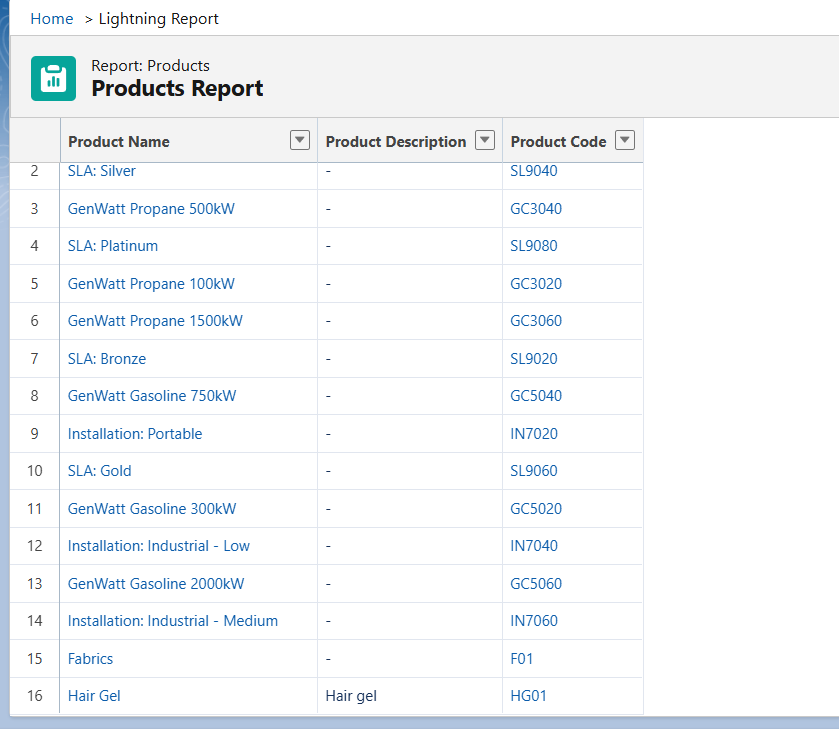 Home > Lightning Report
Report: Products
Products Report
Product Name Product Description Product Code
2 SLA: Silver - SL9040
3 GenWatt Propane 500kW - GC3040
4 SLA: Platinum - SL9080
5 GenWatt Propane 100kW - GC3020
6 GenWatt Propane 1500kW - GC3060
7 SLA: Bronze - SL9020
8 GenWatt Gasoline 750kW - GC5040
9 Installation: Portable - IN7020
10 SLA: Gold - SL9060
11 GenWatt Gasoline 300kW - GC5020
12 Installation: Industrial - Low - IN7040
13 GenWatt Gasoline 2000kW - GC5060
14 Installation: Industrial - Medium - IN7060
15 Fabrics - F01
16 Hair Gel Hair gel HG01